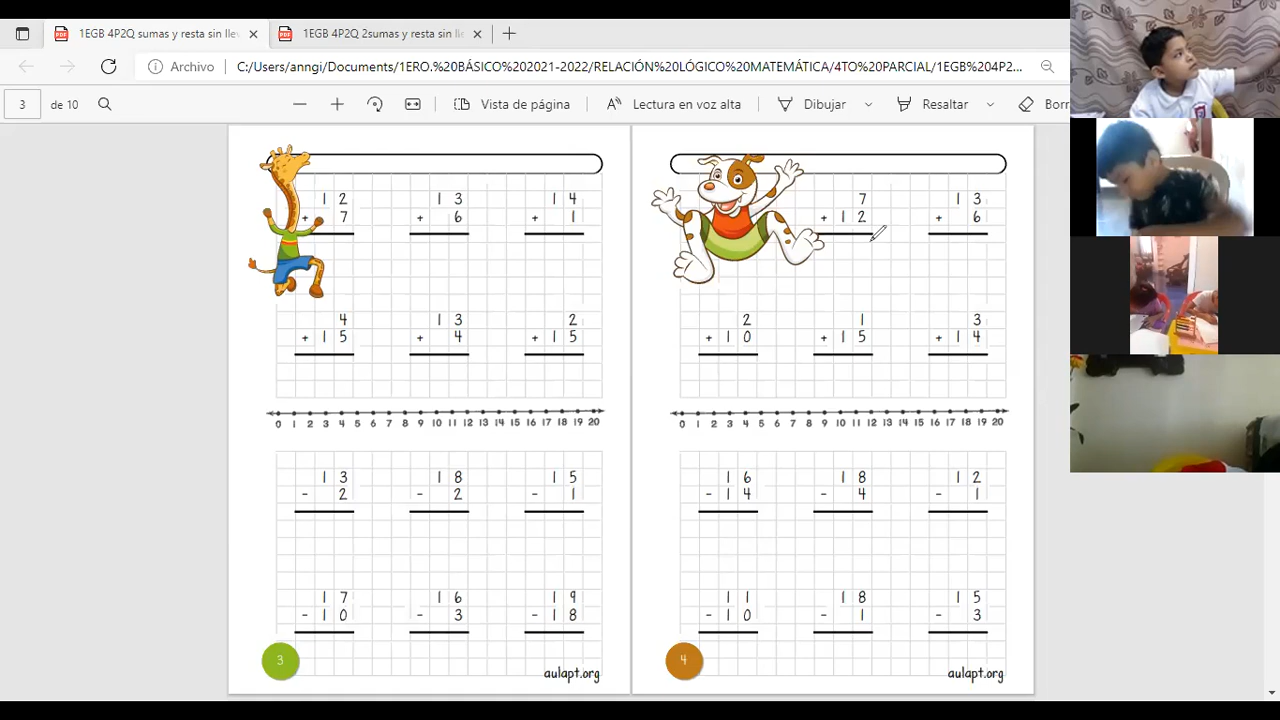 1EGB 4P2Q sumas y resta sin lle
1EGB 4P2Q 2sumas y resta sin lle
Archivo
C:/Users/anngi/Documents/1ERO.%20BÁSICO%202021-2022/RELACIÓN%20LÓGICO%20MATEMÁTICA/4TO%20PARCIAL/1EGB%204P2...
3 de 10
Vista de página
Lectura en voz alta
Dibujar
Resaltar
Borr
12 13 14
+ 7 + 6 + 1
4 13 2
+ 15 + 4 + 15
0 1 2 3 4 5 6 7 8 9 10 11 12 13 14 15 16 17 18 19 20
13 18 15
- 2 - 2 - 1
17 16 19
- 10 - 3 - 18
3
aulapt.org
7 13
+ 12 + 6
2 1 3
+ 10 + 15 + 14
0 1 2 3 4 5 6 7 8 9 10 11 12 13 14 15 16 17 18 19 20
16 18 12
- 14 - 4 - 1
11 18 15
- 10 - 1 - 3
4
aulapt.org